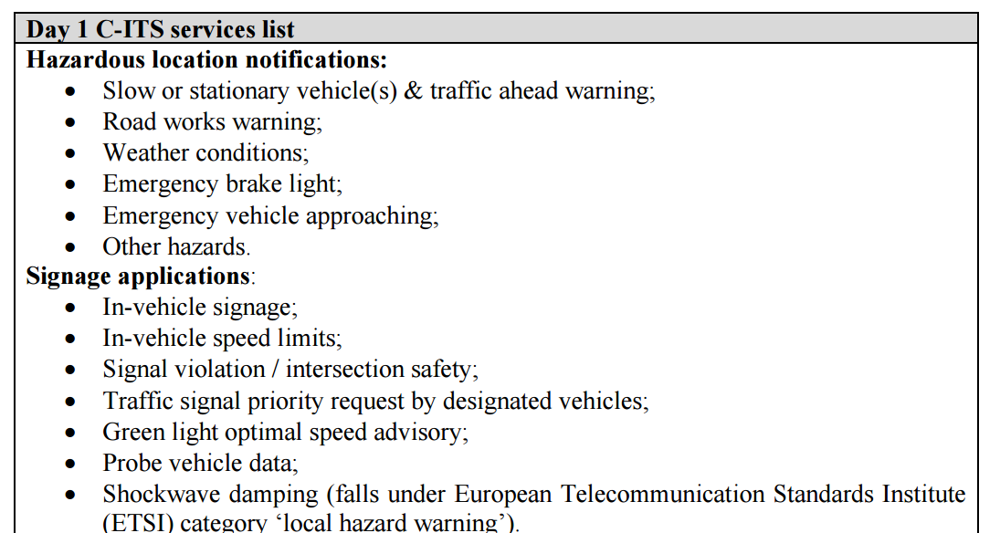 Day 1 C-ITS services list
Hazardous location notifications:
• Slow or stationary vehicle(s) & traffic ahead warning;
• Road works warning;
• Weather conditions;
• Emergency brake light;
• Emergency vehicle approaching;
• Other hazards.
Signage applications:
• In-vehicle signage;
• In-vehicle speed limits;
• Signal violation / intersection safety;
• Traffic signal priority request by designated vehicles;
• Green light optimal speed advisory;
• Probe vehicle data;
• Shockwave damping (falls under European Telecommunication Standards Institute
(ETSI) category ‘local hazard warning’).